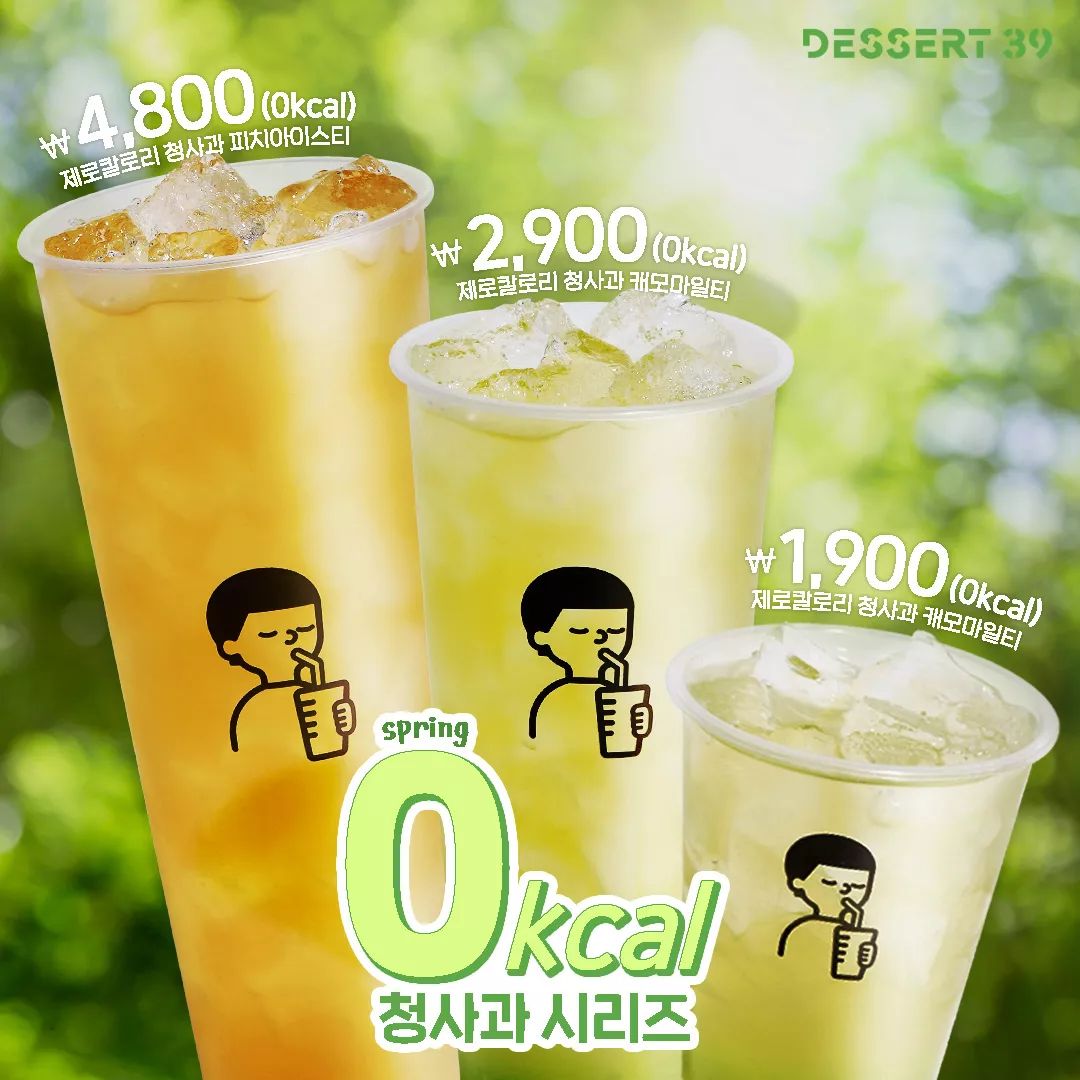 DESSERT 39
₩4,800(0kcal)
제로칼로리 청사과 피치아이스티
₩2,900(0kcal)
제로칼로리 청사과 캐모마일티
₩1,900(0kcal)
제로칼로리 청사과 캐모마일티
spring
0kcal
청사과 시리즈